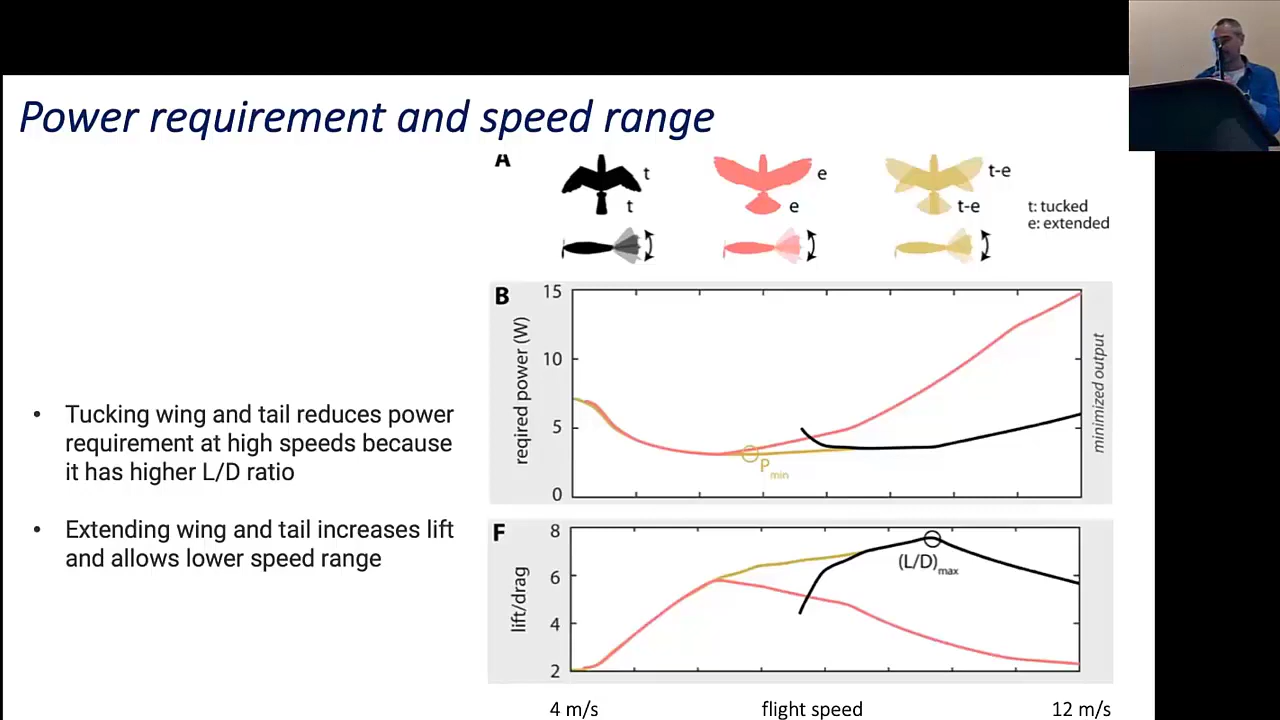 Power requirement and speed range
A
t
t
e
e
t-e
t-e
t: tucked
e: extended
B
15
10
5
0
reqired power (W)
P min
minimized output
• Tucking wing and tail reduces power
requirement at high speeds because
it has higher L/D ratio
• Extending wing and tail increases lift
and allows lower speed range
F
8
6
4
2
lift/drag
(L/D)max
4 m/s
flight speed
12 m/s